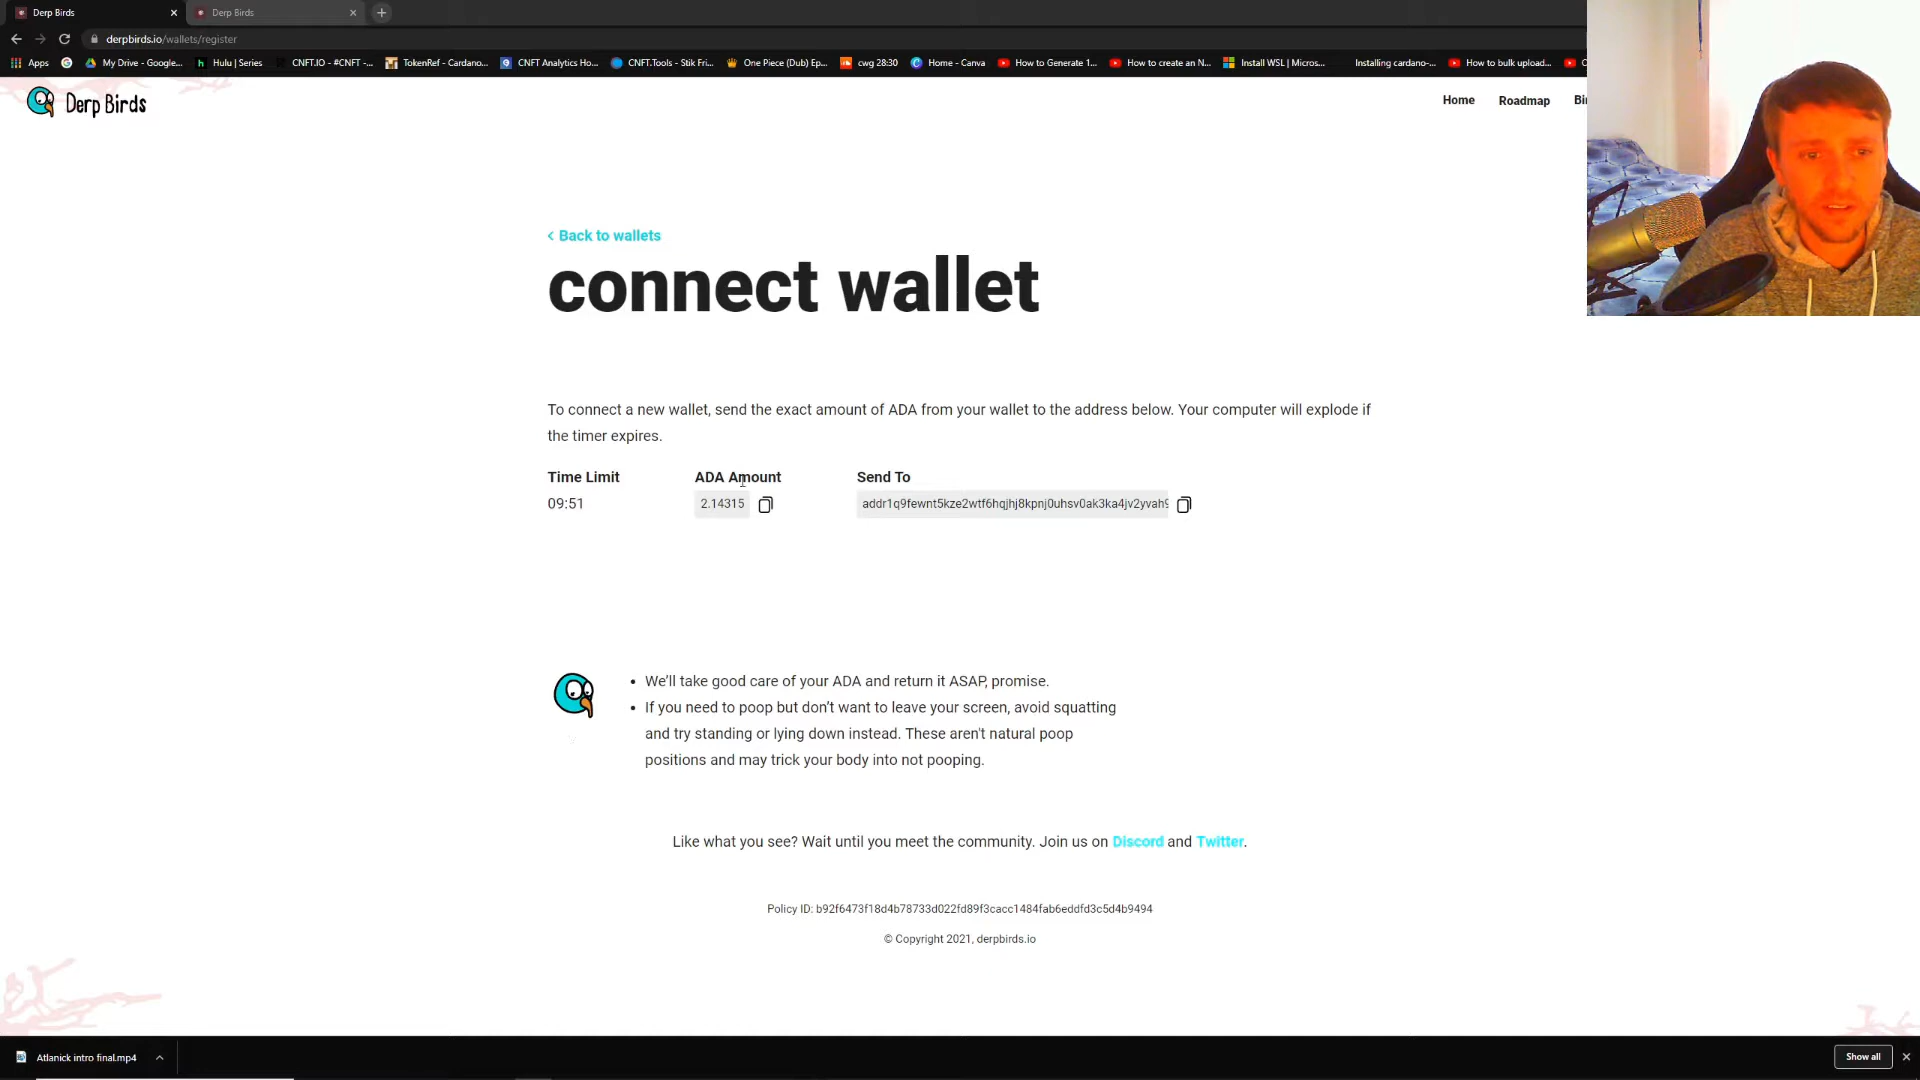 Derp Birds
Derp Birds
derpbirds.io/wallets/register
Apps
My Drive - Google...
h Hulu | Series
CNFT.IO - #CNFT -...
TokenRef - Cardano...
CNFT Analytics Ho...
CNFT.Tools - Stik Fri...
One Piece (Dub) Ep...
cwg 28:30
Home - Canva
How to Generate 1...
How to create an N...
Install WSL | Micros...
Installing cardano-...
How to bulk upload...
Derp Birds
Home
Roadmap
< Back to wallets
connect wallet
To connect a new wallet, send the exact amount of ADA from your wallet to the address below. Your computer will explode if
the timer expires.
Time Limit
ADA Amount
Send To
09:51
2.14315
addr1q9fewnt5kze2wtf6hqjhj8kpnj0uhsv0ak3ka4jv2yvah9
• We'll take good care of your ADA and return it ASAP, promise.
• If you need to poop but don't want to leave your screen, avoid squatting
and try standing or lying down instead. These aren't natural poop
positions and may trick your body into not pooping.
Like what you see? Wait until you meet the community. Join us on Discord and Twitter.
Policy ID: b92f6473f18d4b78733d022fd89f3cacc1484fab6eddfd3c5d4b9494
© Copyright 2021, derpbirds.io
Atlanick intro final.mp4
Show all